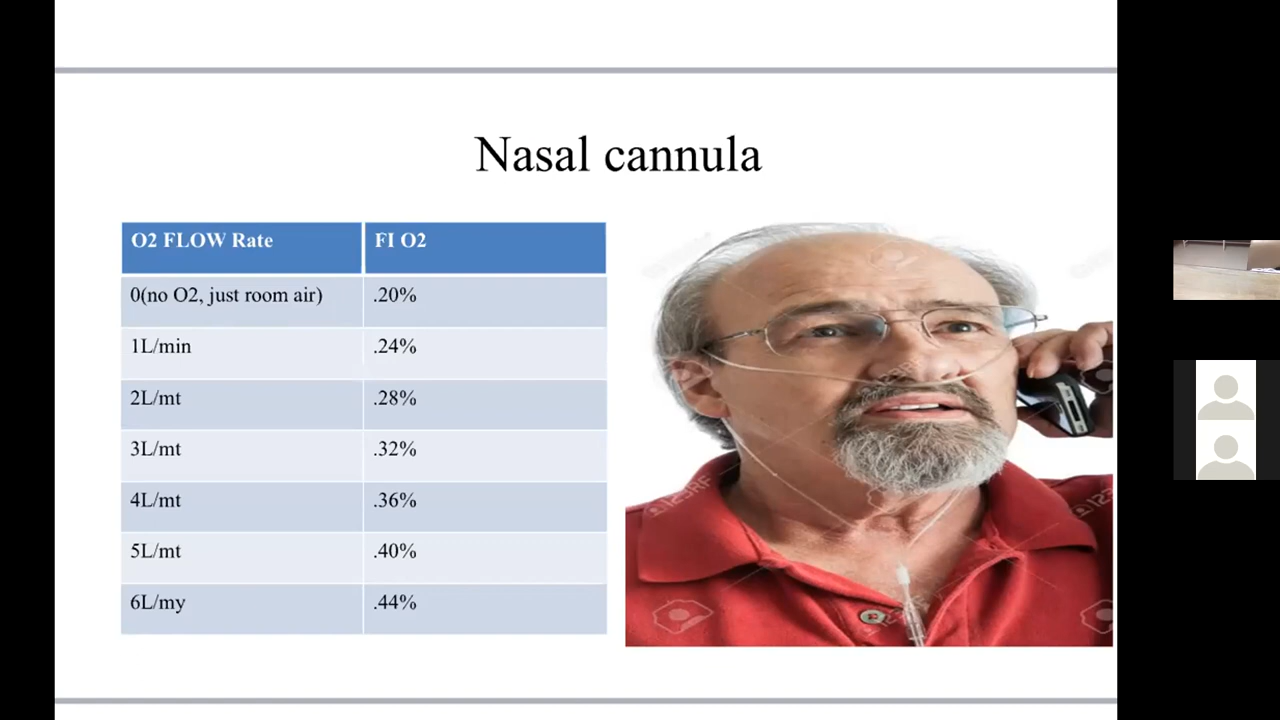 Nasal cannula
O2 FLOW Rate FI O2
0(no O2, just room air) .20%
1L/min .24%
2L/mt .28%
3L/mt .32%
4L/mt .36%
5L/mt .40%
6L/my .44%
123RF